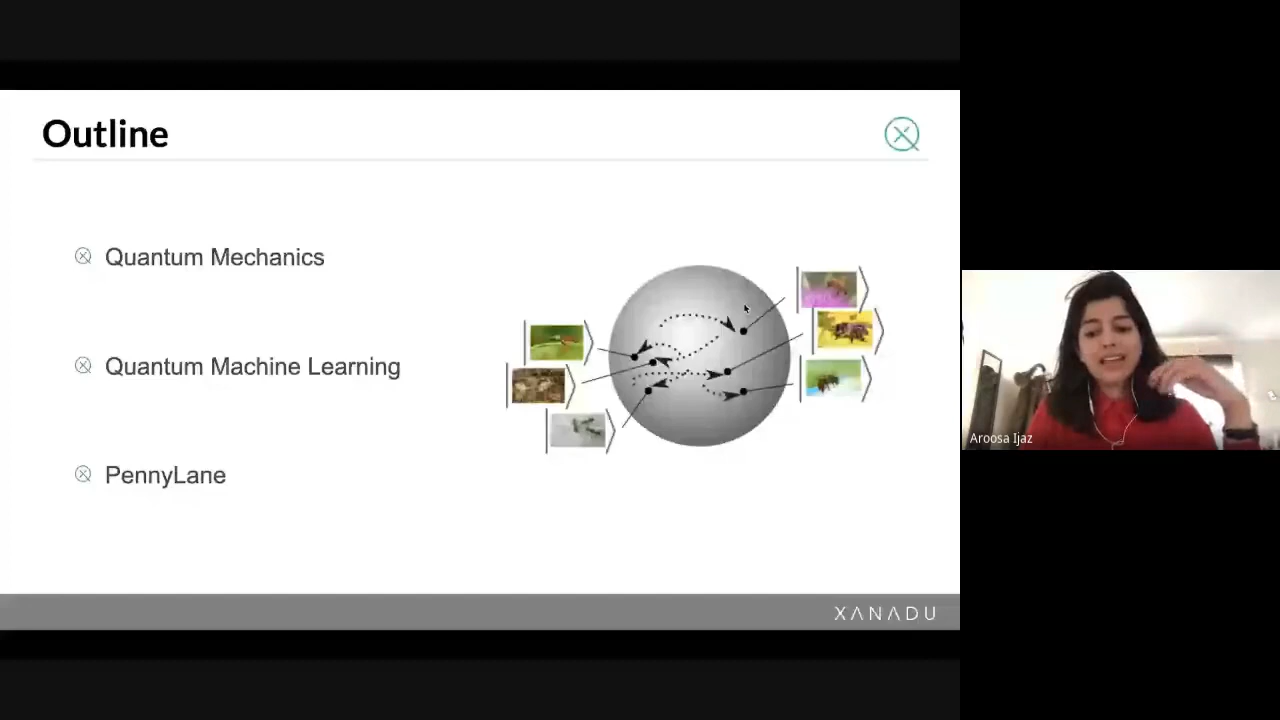 Outline
Quantum Mechanics
Quantum Machine Learning
PennyLane
XANADU
Aroosa Ijaz